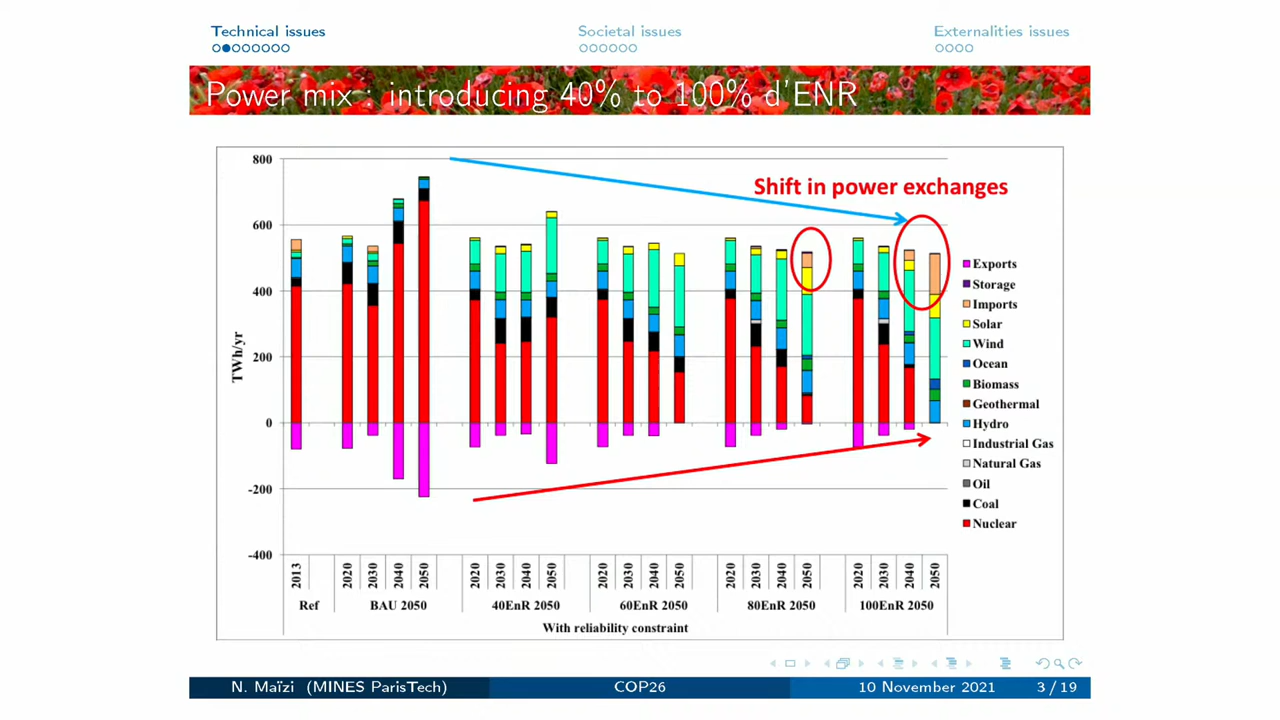 Technical issues Societal issues Externalities issues
Power mix : introducing 40% to 100% d'ENR
800
600
400
200
0
-200
-400
TWh/yr
Shift in power exchanges
Exports
Storage
Imports
Solar
Wind
Ocean
Biomass
Geothermal
Hydro
Industrial Gas
Natural Gas
Oil
Coal
Nuclear
2013 2020 2030 2040 2050 2020 2030 2040 2050 2020 2030 2040 2050 2020 2030 2040 2050 2020 2030 2040 2050
Ref BAU 2050 40EnR 2050 60EnR 2050 80EnR 2050 100EnR 2050
With reliability constraint
N. Maïzi (MINES ParisTech) COP26 10 November 2021 3 / 19